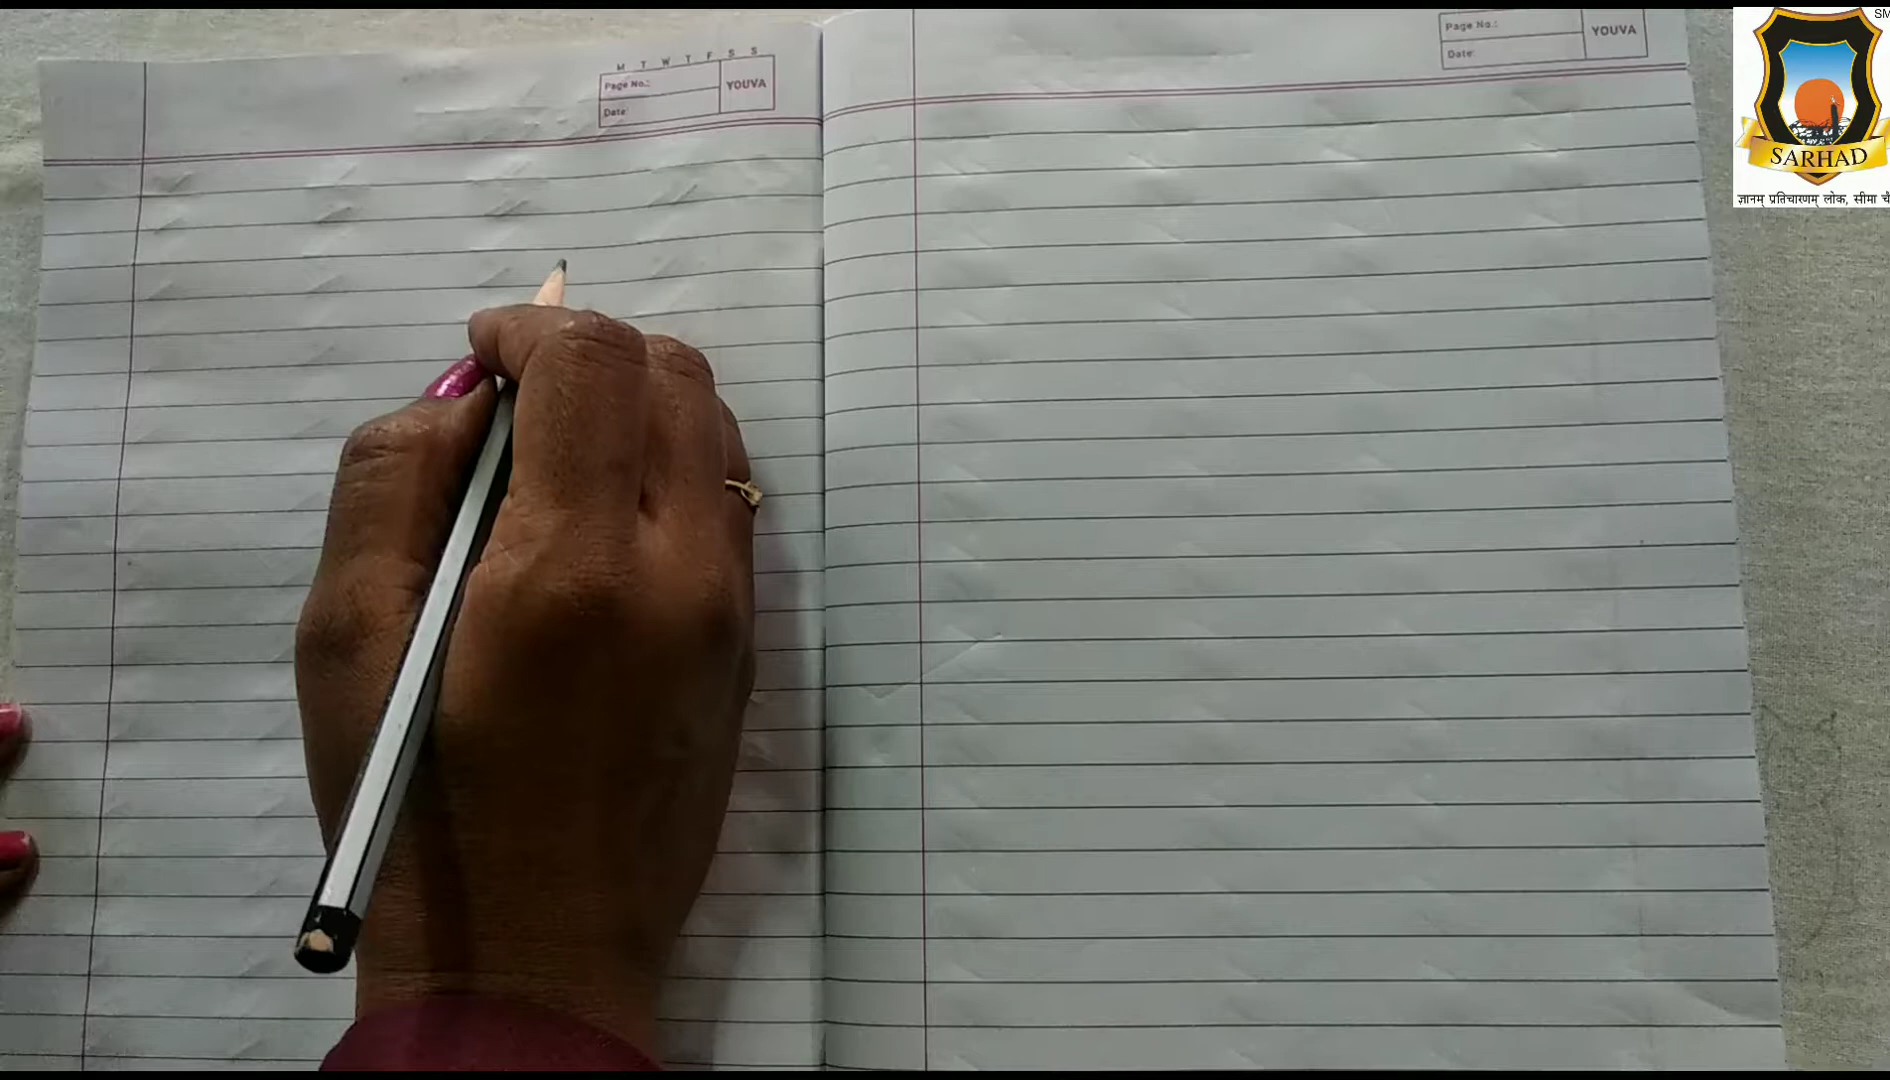 M T W T F S S
Page No.:
YOUVA
Date:
Page No.:
YOUVA
Date:
SM
SARHAD
ज्ञानम् प्रतिचारणम् लोक, सीमा चै